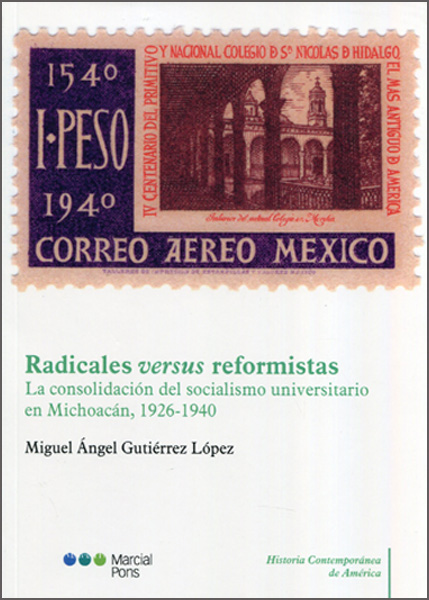 IV CENTENARIO DEL PRIMITIVO
Y NACIONAL COLEGIO D Sn NICOLAS D HIDALGO,
EL MAS ANTIGUO D AMERICA
1540
1·PESO
1940
CORREO AEREO MEXICO
Radicales versus reformistas
La consolidación del socialismo universitario
en Michoacán, 1926-1940
Miguel Ángel Gutiérrez López
Marcial
Pons
Historia Contemporánea
de América